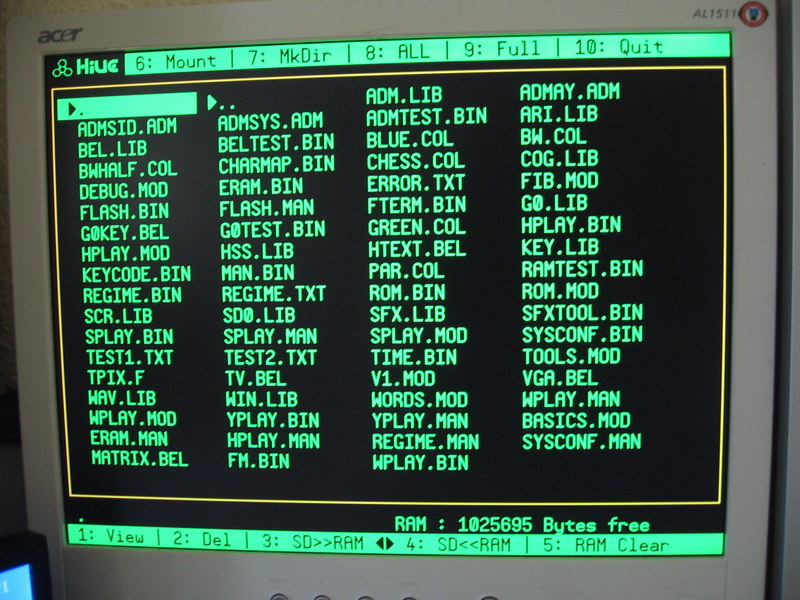 acer
AL1511
Hive 6: Mount | 7: MkDir | 8: ALL | 9: Full | 10: Quit
. .. ADM.LIB ADMAY.ADM
ADMSID.ADM ADMSYS.ADM ADMTEST.BIN ARI.LIB
BEL.LIB BELTEST.BIN BLUE.COL BW.COL
BWHALF.COL CHARMAP.BIN CHESS.COL COG.LIB
DEBUG.MOD ERAM.BIN ERROR.TXT FIB.MOD
FLASH.BIN FLASH.MAN FTERM.BIN G0.LIB
G0KEY.BEL G0TEST.BIN GREEN.COL HPLAY.BIN
HPLAY.MOD HSS.LIB HTEXT.BEL KEY.LIB
KEYCODE.BIN MAN.BIN PAR.COL RAMTEST.BIN
REGIME.BIN REGIME.TXT ROM.BIN ROM.MOD
SCR.LIB SD0.LIB SFX.LIB SFXTOOL.BIN
SPLAY.BIN SPLAY.MAN SPLAY.MOD SYSCONF.BIN
TEST1.TXT TEST2.TXT TIME.BIN TOOLS.MOD
TPIX.F TV.BEL V1.MOD VGA.BEL
WAV.LIB WIN.LIB WORDS.MOD WPLAY.MAN
WPLAY.MOD YPLAY.BIN YPLAY.MAN BASICS.MOD
ERAM.MAN HPLAY.MAN REGIME.MAN SYSCONF.MAN
MATRIX.BEL FM.BIN WPLAY.BIN
. RAM : 1025695 Bytes free
1: View | 2: Del | 3: SD>>RAM ◀▶ 4: SD<<RAM | 5: RAM Clear